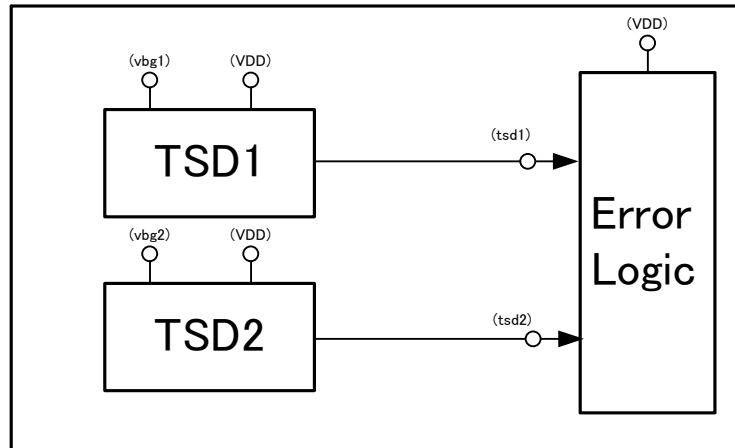 (VDD)
(vbg1)
(VDD)
TSD1
(tsd1)
Error
Logic
(vbg2)
(VDD)
TSD2
(tsd2)